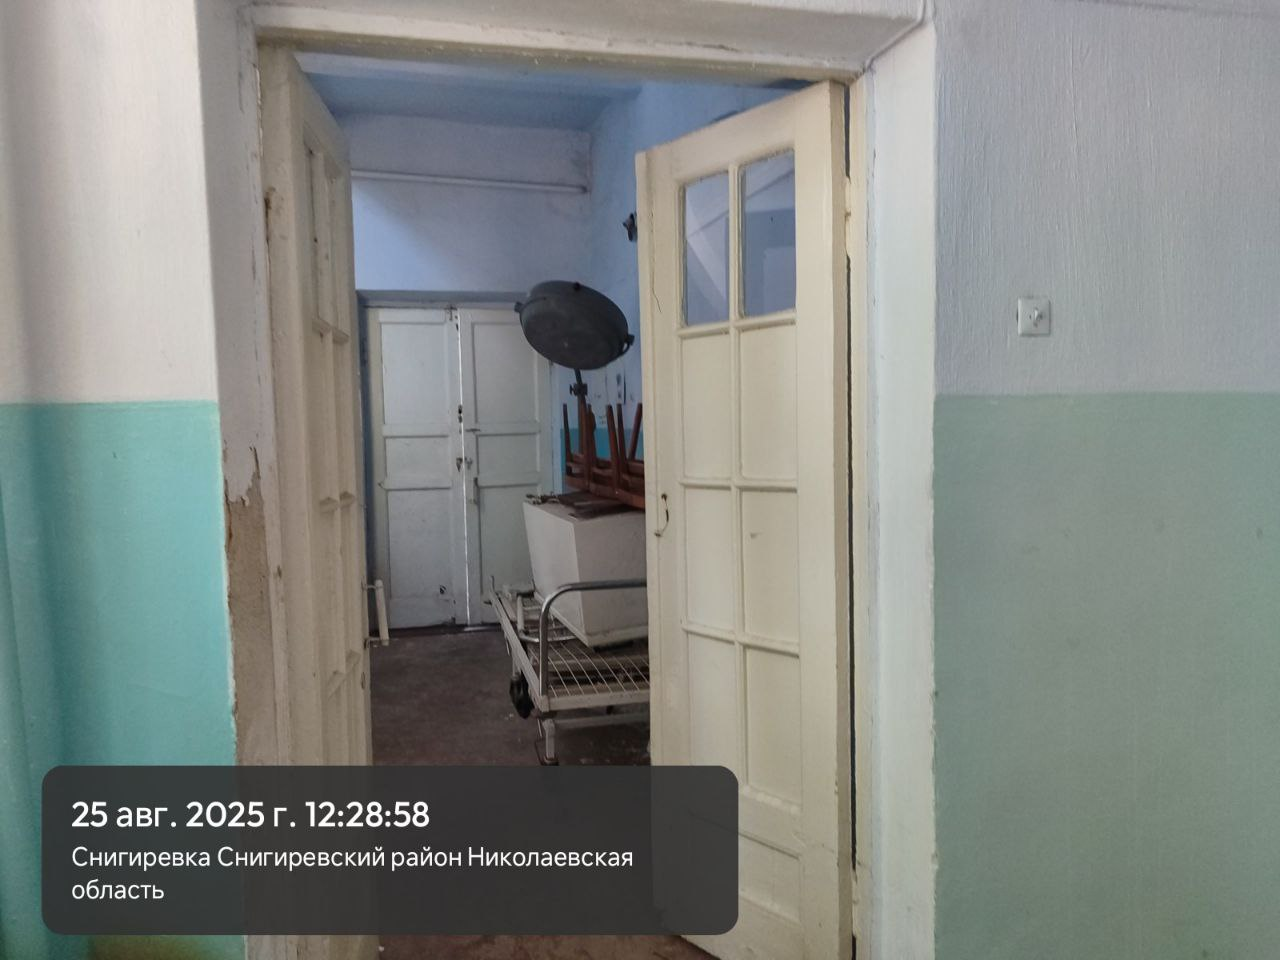 25 авг. 2025 г. 12:28:58
Снигиревка Снигиревский район Николаевская
область